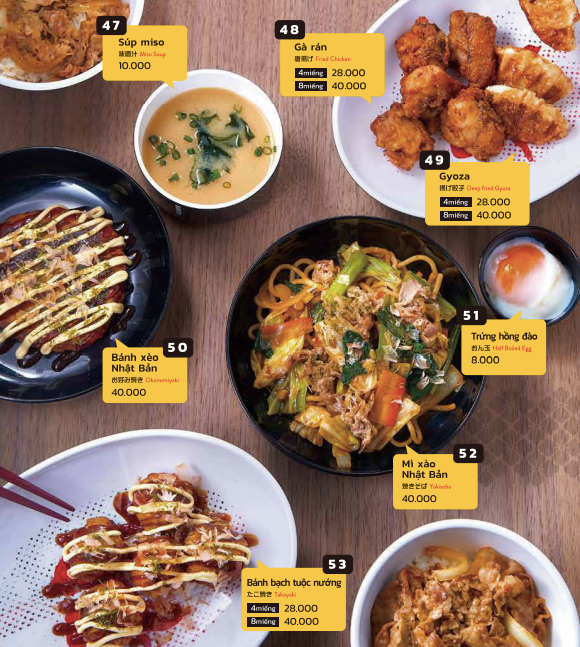 47
Súp miso
味噌汁 Miso Soup
10.000
48
Gà rán
唐揚げ Fried Chicken
4miếng 28.000
8miếng 40.000
49
Gyoza
揚げ餃子 Deep fried Gyoza
4miếng 28.000
8miếng 40.000
50
Bánh xèo
Nhật Bản
お好み焼き Okonomiyaki
40.000
51
Trứng hồng đào
おん玉 Half Boiled Egg
8.000
52
Mì xào
Nhật Bản
焼きそば Yakisoba
40.000
53
Bánh bạch tuộc nướng
たこ焼き Takoyaki
4miếng 28.000
8miếng 40.000